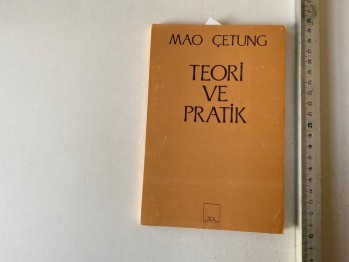 MAO ÇETUNG
TEORİ
VE
PRATİK